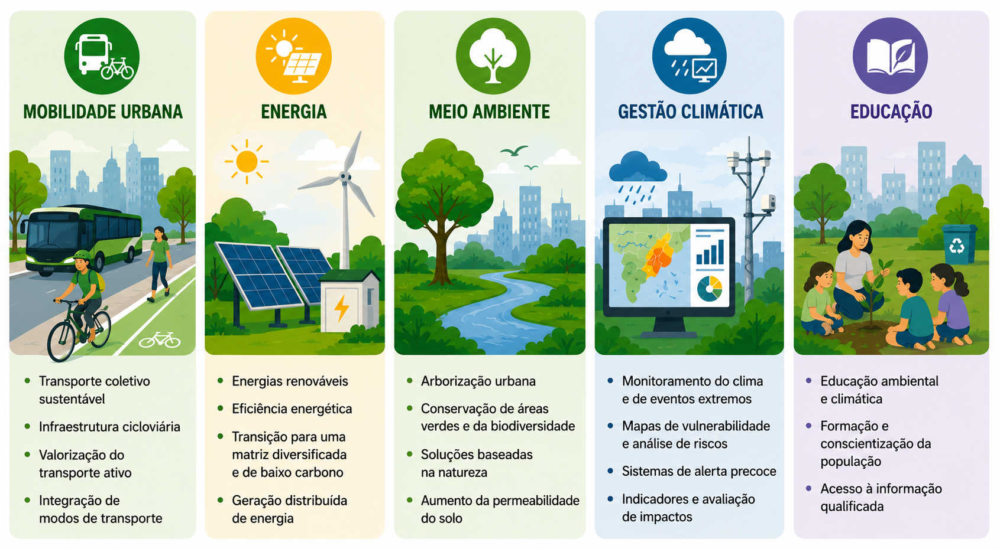 MOBILIDADE URBANA
• Transporte coletivo
sustentável
• Infraestrutura cicloviária
• Valorização do
transporte ativo
• Integração de
modos de transporte
ENERGIA
• Energias renováveis
• Eficiência energética
• Transição para uma
matriz diversificada
e de baixo carbono
• Geração distribuída
de energia
MEIO AMBIENTE
• Arborização urbana
• Conservação de áreas
verdes e da biodiversidade
• Soluções baseadas
na natureza
• Aumento da permeabilidade
do solo
GESTÃO CLIMÁTICA
• Monitoramento do clima
e de eventos extremos
• Mapas de vulnerabilidade
e análise de riscos
• Sistemas de alerta precoce
• Indicadores e avaliação
de impactos
EDUCAÇÃO
• Educação ambiental
e climática
• Formação e
conscientização da
população
• Acesso à informação
qualificada